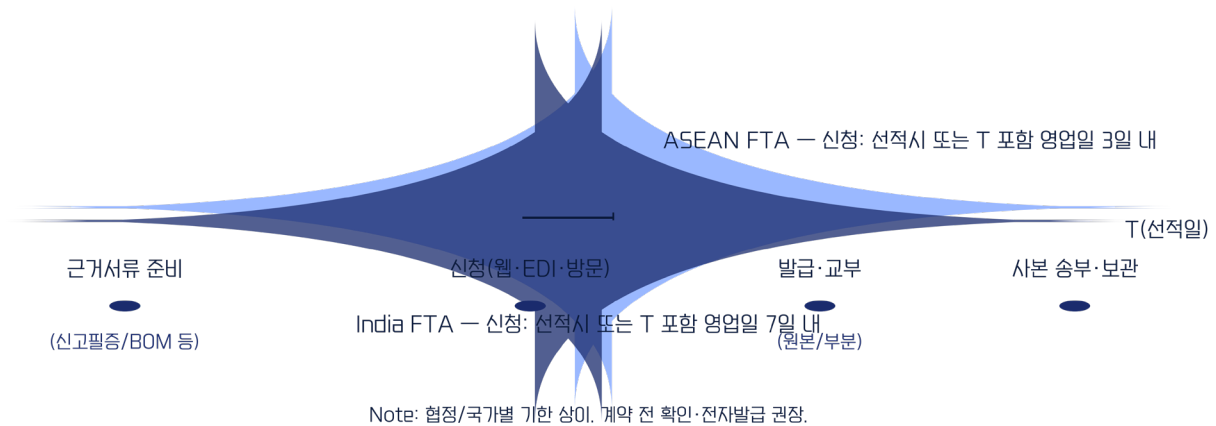 ASEAN FTA — 신청: 선적시 또는 T 포함 영업일 3일 내
T(선적일)
근거서류 준비
신청(웹·EDI·방문)
발급·교부
사본 송부·보관
India FTA — 신청: 선적시 또는 T 포함 영업일 7일 내
(신고필증/BOM 등)
(원본/부분)
Note: 협정/국가별 기한 상이. 계약 전 확인·전자발급 권장.